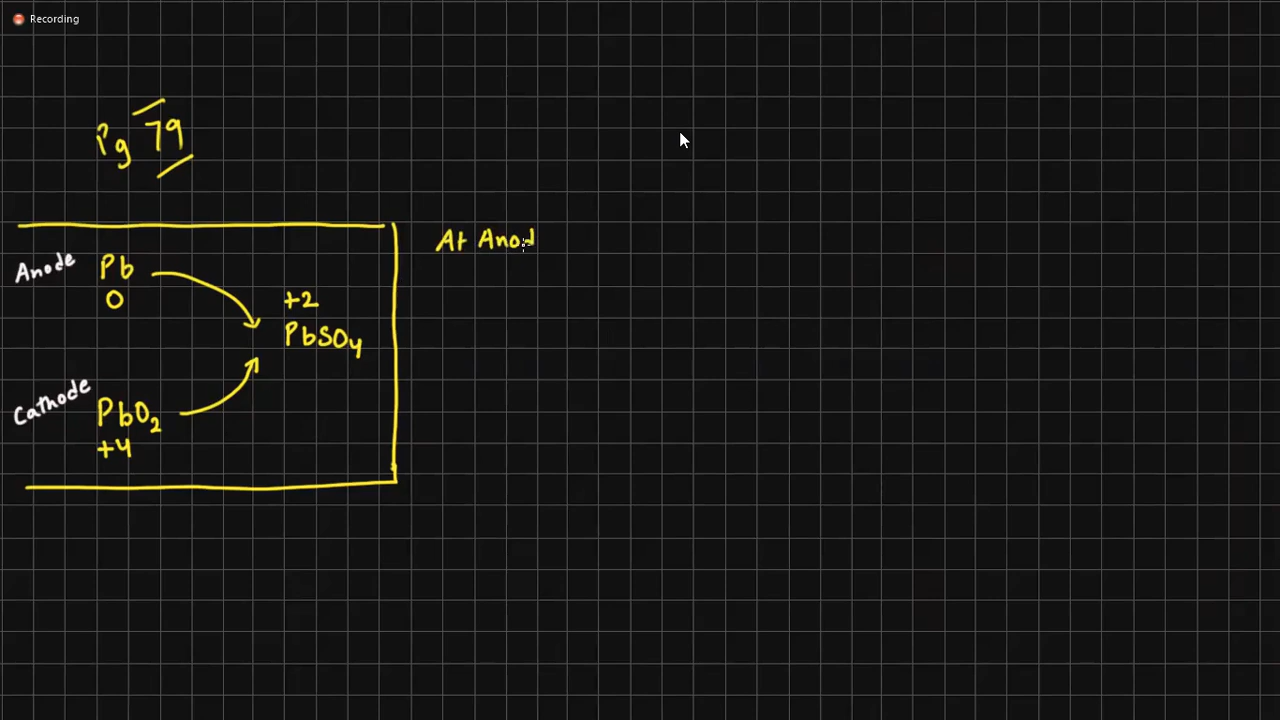 Recording
Pg 79
At Anod
Anode Pb
0
+2
PbSO4
Cathode PbO2
+4